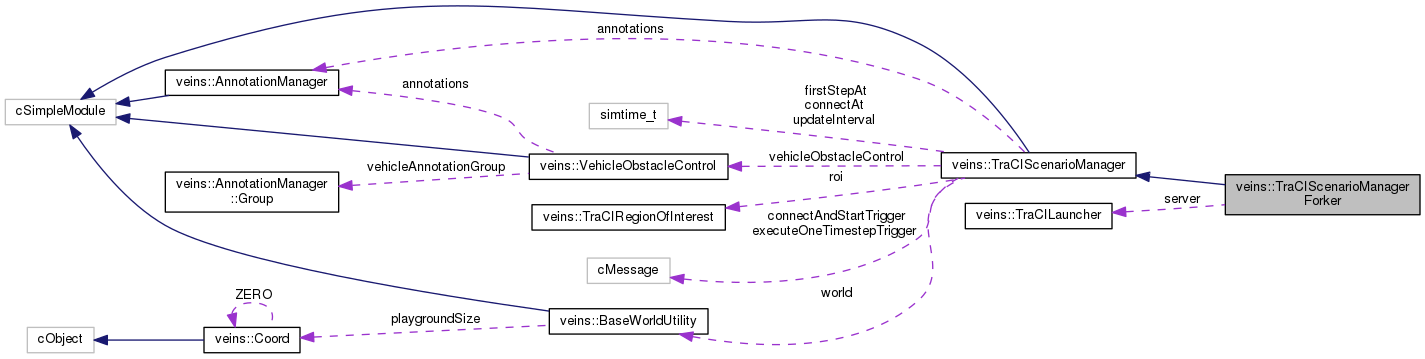 annotations
veins::AnnotationManager
annotations
cSimpleModule
simtime_t
firstStepAt
connectAt
updateInterval
vehicleObstacleControl
veins::VehicleObstacleControl
veins::TraCIScenarioManager
vehicleAnnotationGroup
roi
veins::AnnotationManager
::Group
veins::TraCIRegionOfInterest
connectAndStartTrigger
executeOneTimestepTrigger
veins::TraCILauncher
server
veins::TraCIScenarioManager
Forker
cMessage
world
ZERO
playgroundSize
veins::BaseWorldUtility
cObject
veins::Coord